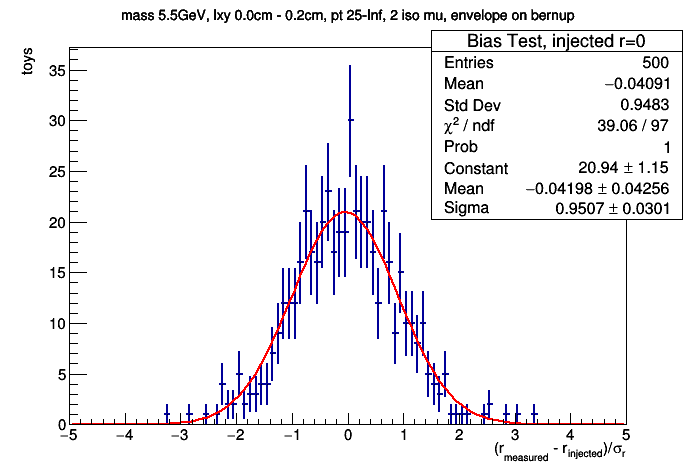 mass 5.5GeV, lxy 0.0cm - 0.2cm, pt 25-Inf, 2 iso mu, envelope on bernup
Bias Test, injected r=0
Entries 500
Mean −0.04091
Std Dev 0.9483
χ² / ndf 39.06 / 97
Prob 1
Constant 20.94 ± 1.15
Mean −0.04198 ± 0.04256
Sigma 0.9507 ± 0.0301
toys
35
30
25
20
15
10
5
0
−5 −4 −3 −2 −1 0 1 2 3 4 5
(r_measured - r_injected)/σ_r